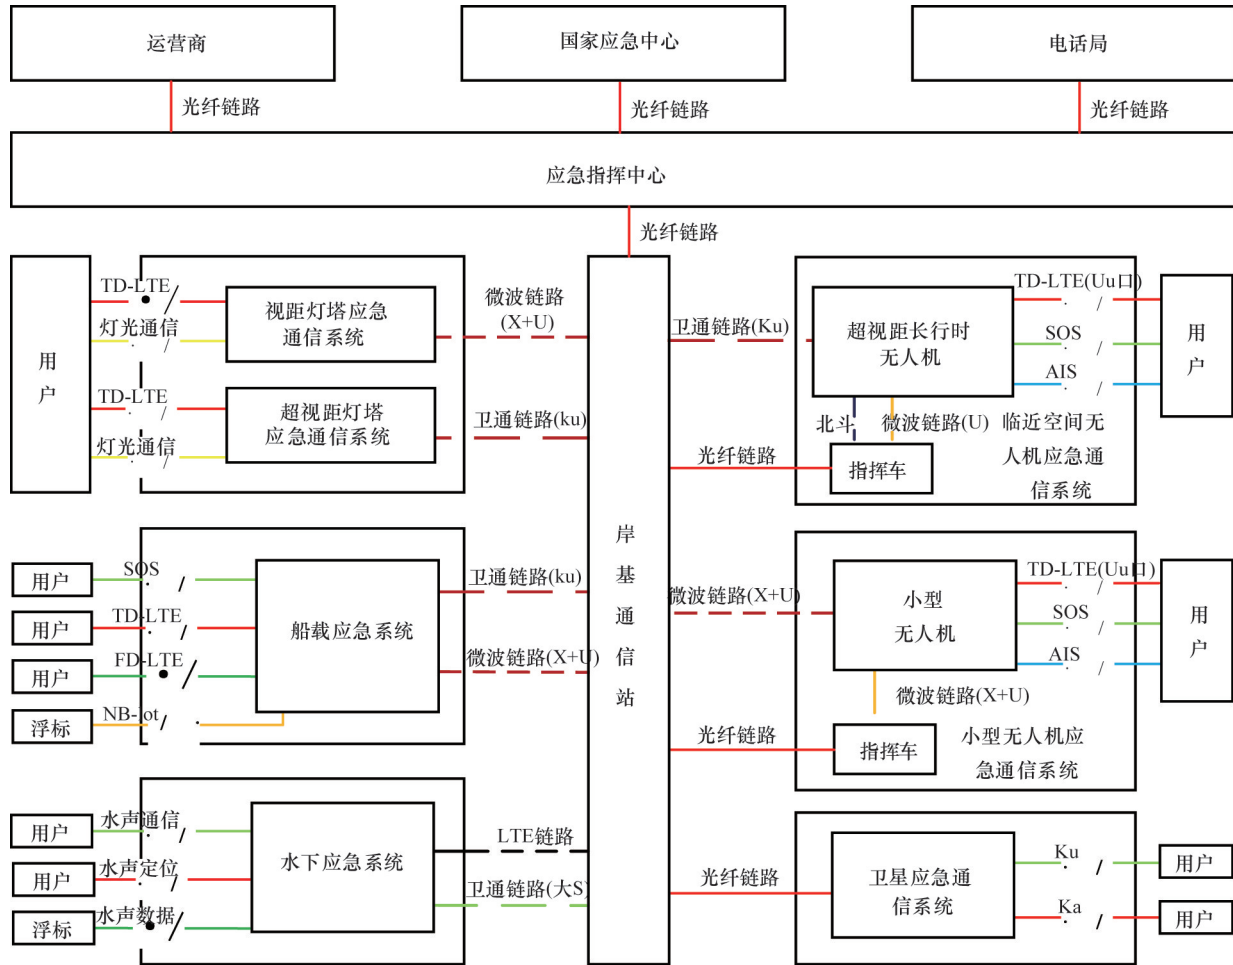 运营商
国家应急中心
电话局
光纤链路
光纤链路
光纤链路
应急指挥中心
光纤链路
用
户
TD-LTE
灯光通信
TD-LTE
灯光通信
视距灯塔应急
通信系统
超视距灯塔
应急通信系统
微波链路
(X+U)
卫通链路(ku)
用户
用户
用户
浮标
SOS
TD-LTE
FD-LTE
NB-lot
船载应急系统
卫通链路(ku)
微波链路(X+U)
用户
用户
浮标
水声通信
水声定位
水声数据
水下应急系统
LTE链路
卫通链路(大S)
岸
基
通
信
站
卫通链路(Ku)
光纤链路
超视距长行时
无人机
北斗
微波链路(U)
指挥车
临近空间无
人机应急通
信系统
TD-LTE(Uu口)
SOS
AIS
用
户
微波链路(X+U)
光纤链路
小型
无人机
微波链路(X+U)
指挥车
小型无人机应
急通信系统
TD-LTE(Uu口)
SOS
AIS
用
户
光纤链路
卫星应急通
信系统
Ku
Ka
用户
用户